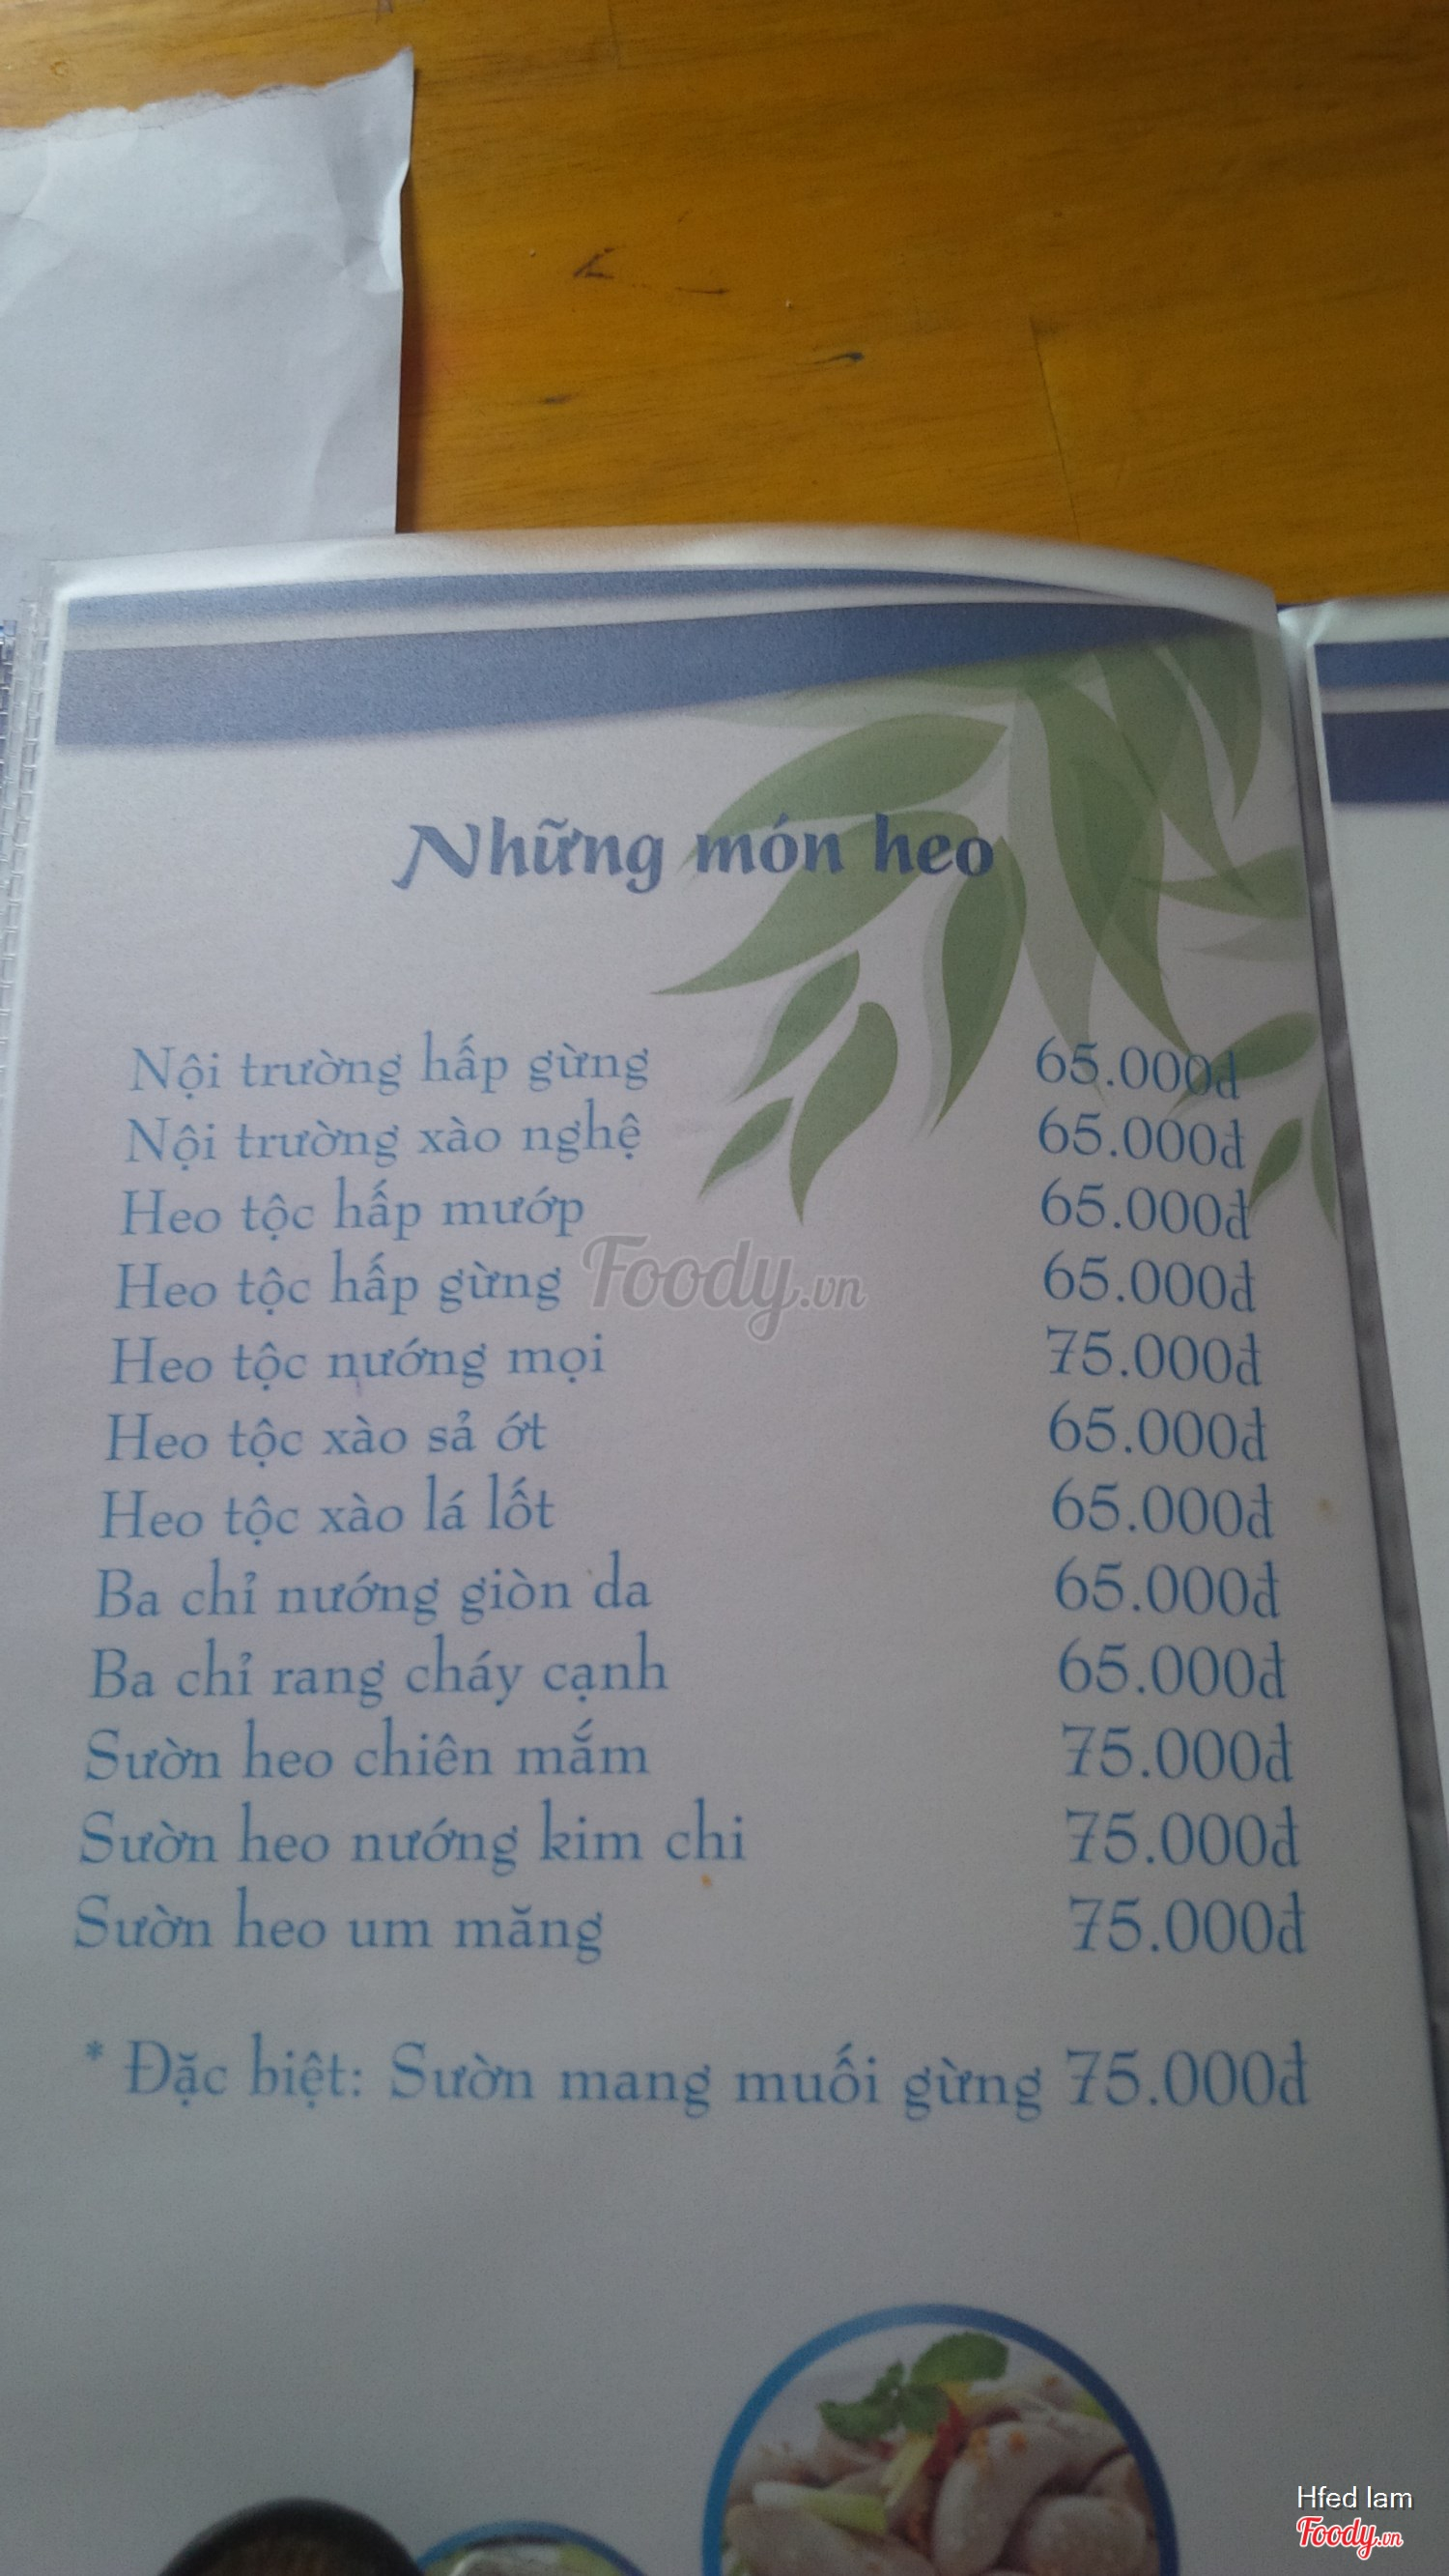 Những món heo
Nội trường hấp gừng 65.000đ
Nội trường xào nghệ 65.000đ
Heo tộc hấp mướp 65.000đ
Heo tộc hấp gừng 65.000đ
Foody.vn
Heo tộc nướng mọi 75.000đ
Heo tộc xào sả ớt 65.000đ
Heo tộc xào lá lốt 65.000đ
Ba chỉ nướng giòn da 65.000đ
Ba chỉ rang cháy cạnh 65.000đ
Sườn heo chiên mắm 75.000đ
Sườn heo nướng kim chi 75.000đ
Sườn heo um măng 75.000đ
* Đặc biệt: Sườn mang muối gừng 75.000đ
Hfed lam
Foody.vn